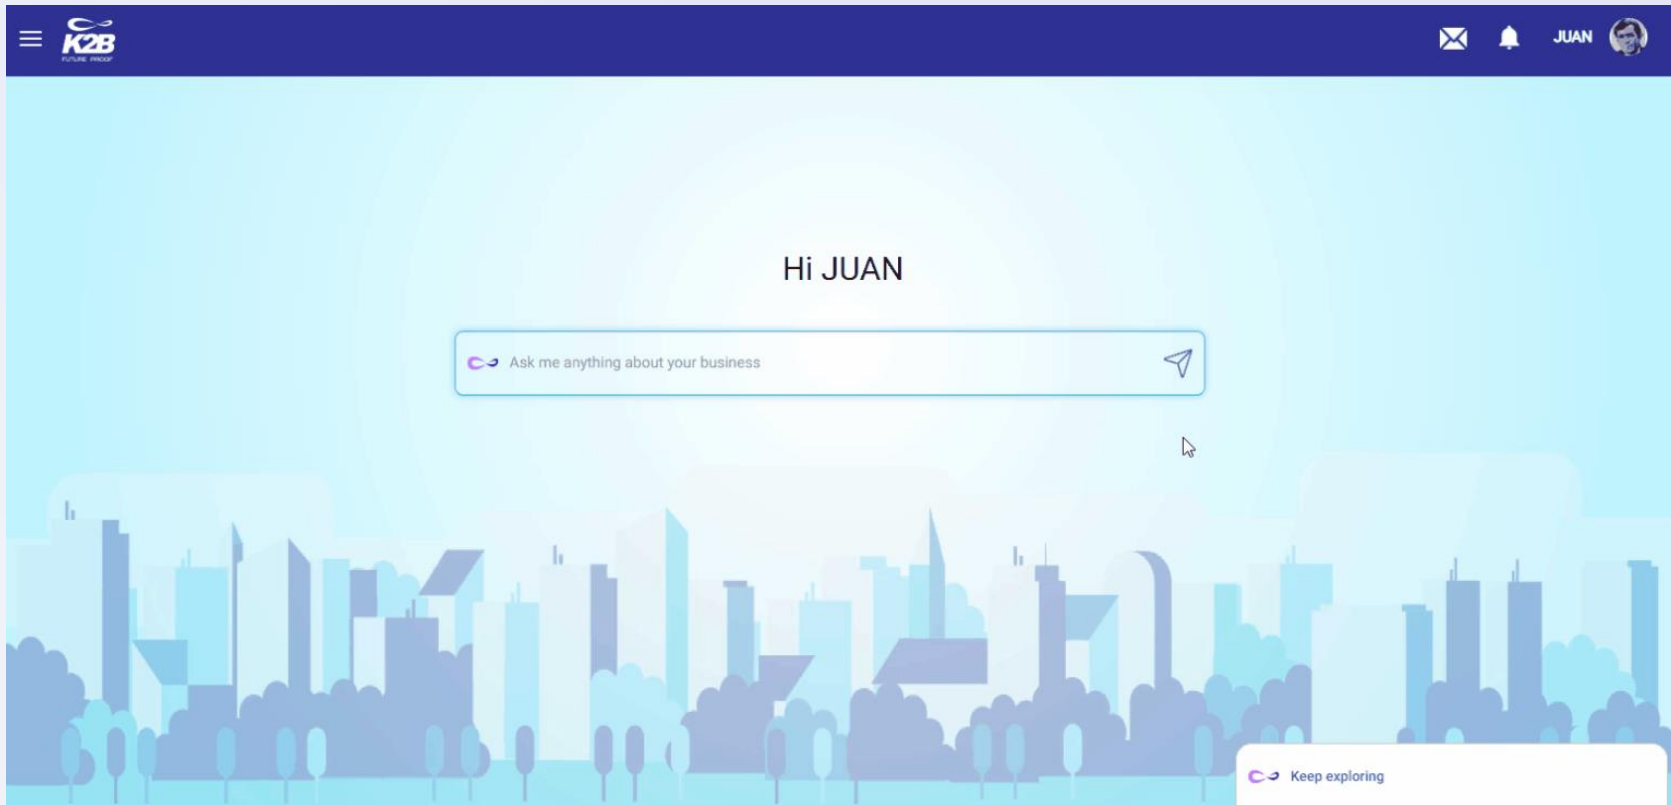 K2B
FUTURE PROOF
JUAN
Hi JUAN
Ask me anything about your business
Keep exploring